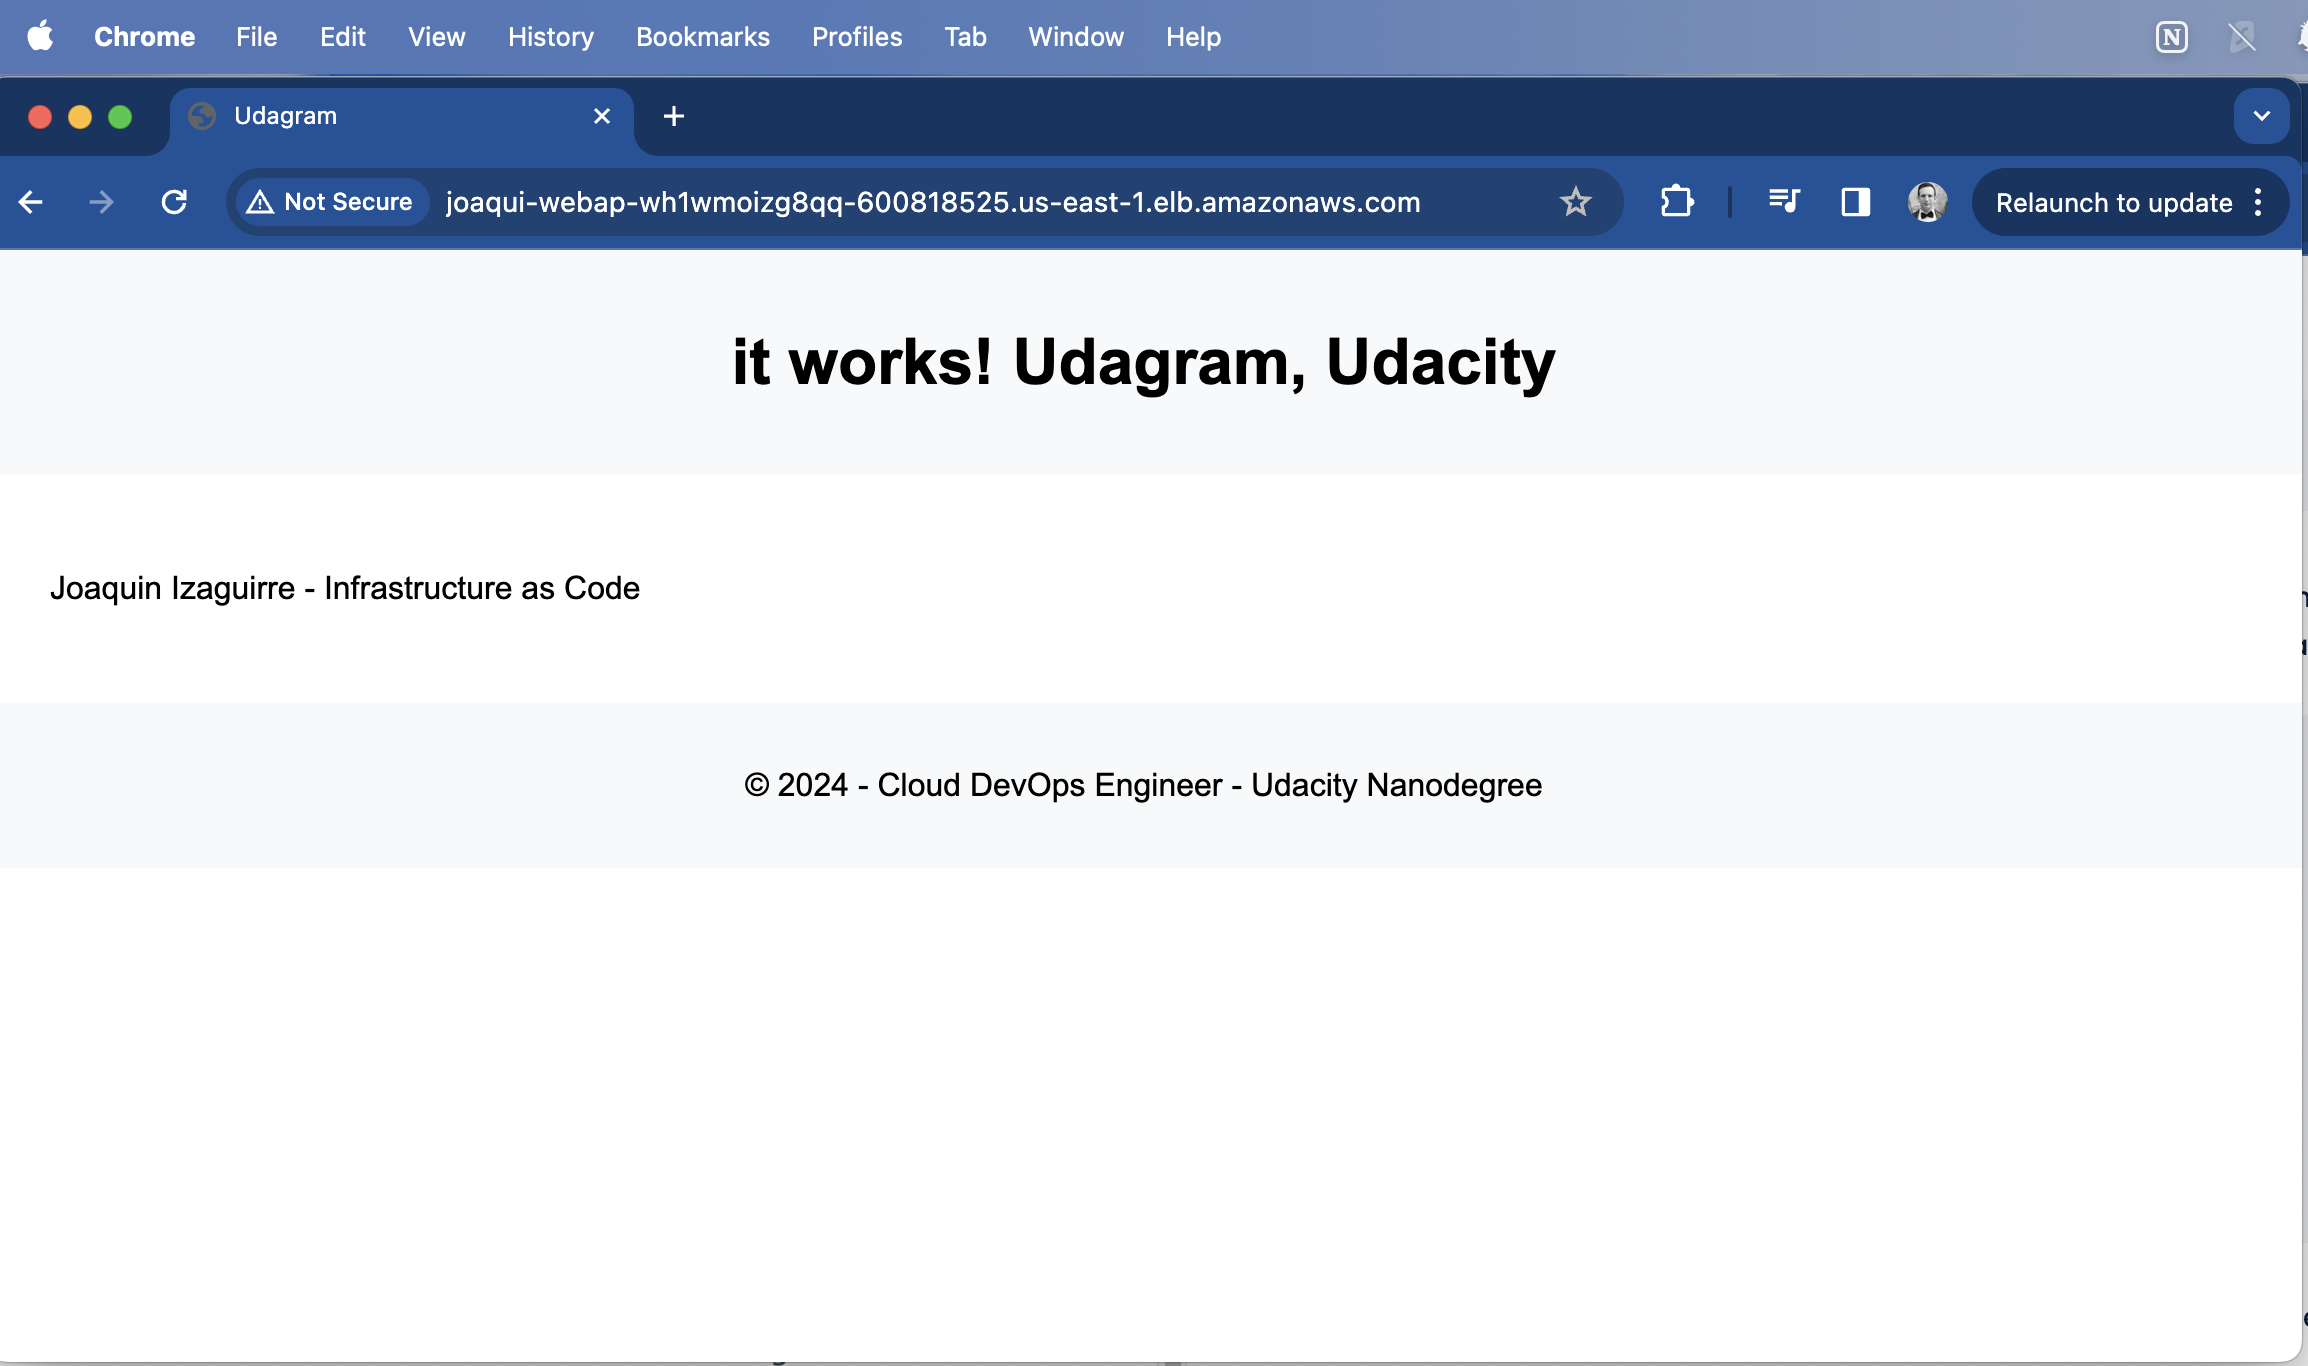 Chrome File Edit View History Bookmarks Profiles Tab Window Help
Udagram
Not Secure joaqui-webap-wh1wmoizg8qq-600818525.us-east-1.elb.amazonaws.com Relaunch to update
it works! Udagram, Udacity
Joaquin Izaguirre - Infrastructure as Code
© 2024 - Cloud DevOps Engineer - Udacity Nanodegree